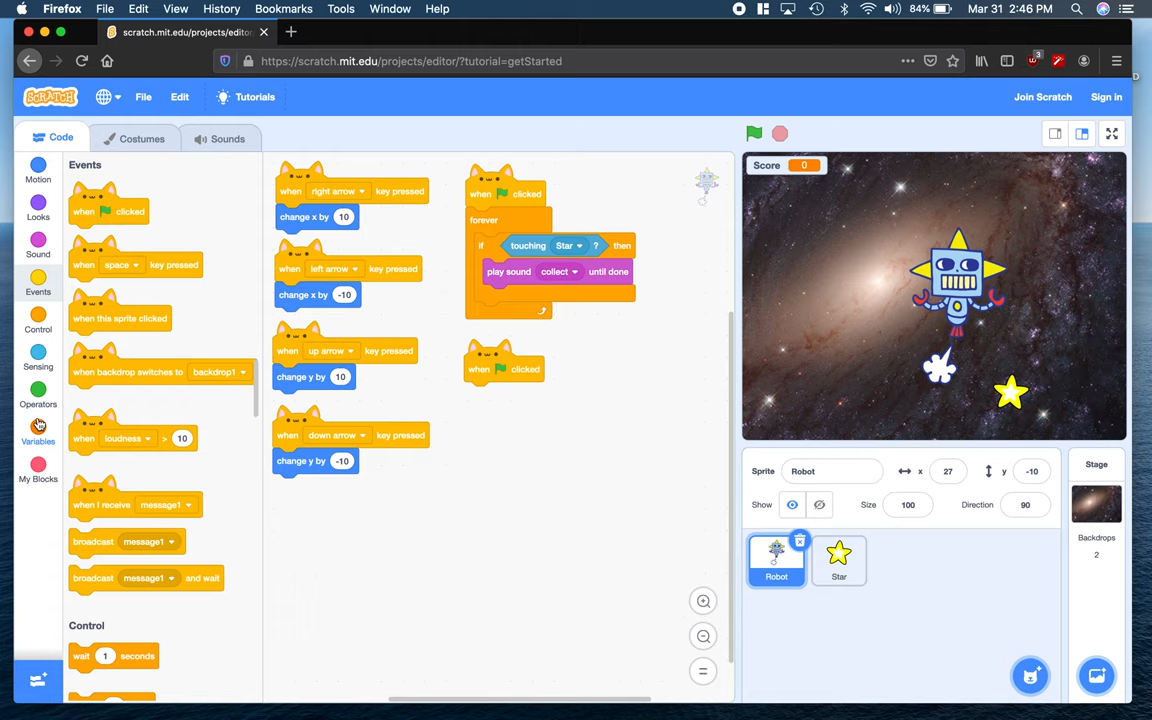 Firefox File Edit View History Bookmarks Tools Window Help 84% Mar 31 2:46 PM
scratch.mit.edu/projects/editor
https://scratch.mit.edu/projects/editor/?tutorial=getStarted 3
SCRATCH File Edit Tutorials Join Scratch Sign in
Code Costumes Sounds
Motion
Looks
Sound
Events
Control
Sensing
Operators
Variables
My Blocks
Events
when clicked
when space key pressed
when this sprite clicked
when backdrop switches to backdrop1
when loudness > 10
when I receive message1
broadcast message1
broadcast message1 and wait
Control
wait 1 seconds
when right arrow key pressed
change x by 10
when left arrow key pressed
change x by -10
when up arrow key pressed
change y by 10
when down arrow key pressed
change y by -10
when clicked
forever
if touching Star ? then
play sound collect until done
when clicked
Score 0
Sprite Robot x 27 y -10
Show Size 100 Direction 90
Robot
Star
Stage
Backdrops
2